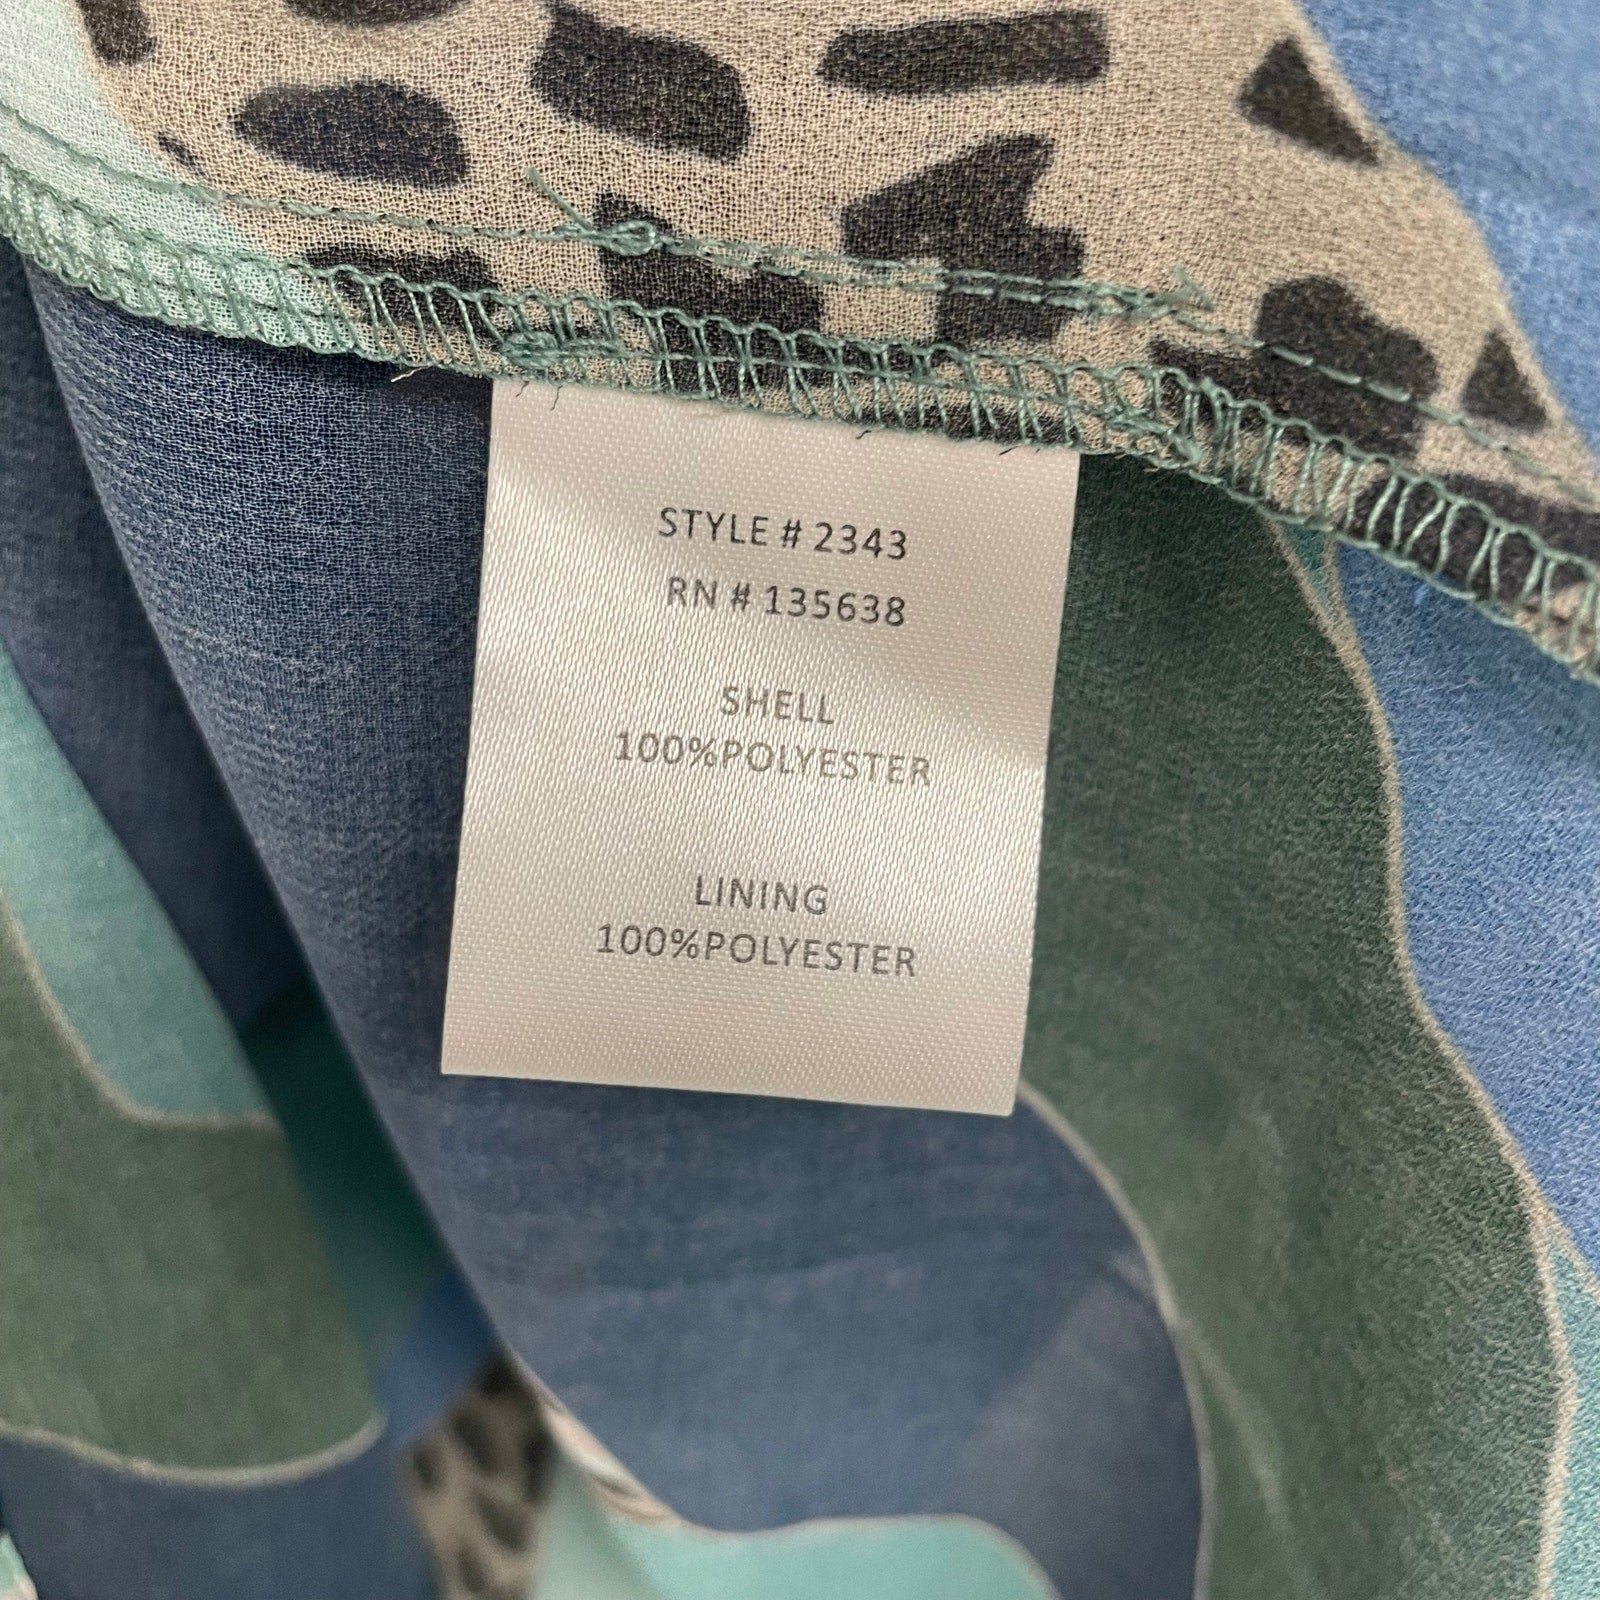 STYLE # 2343
RN # 135638
SHELL
100%POLYESTER
LINING
100%POLYESTER